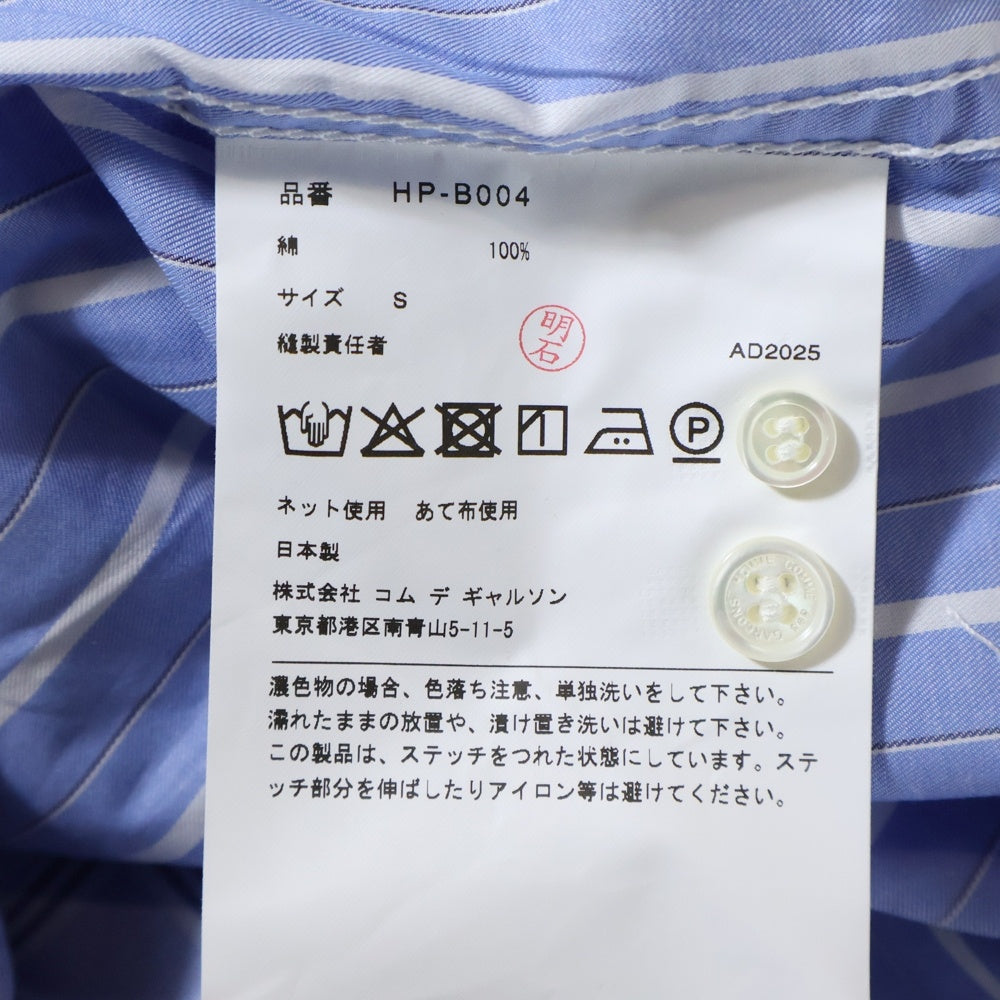 品番 HP-B004
綿 100%
サイズ S
縫製責任者 明石 AD2025
P
ネット使用 あて布使用
日本製
株式会社 コム デ ギャルソン
東京都港区南青山5-11-5
濃色物の場合、色落ち注意、単独洗いをして下さい。
濡れたままの放置や、漬け置き洗いは避けて下さい。
この製品は、ステッチをつれた状態にしています。ステ
ッチ部分を伸ばしたりアイロン等は避けてください。
COMME des GARÇONS